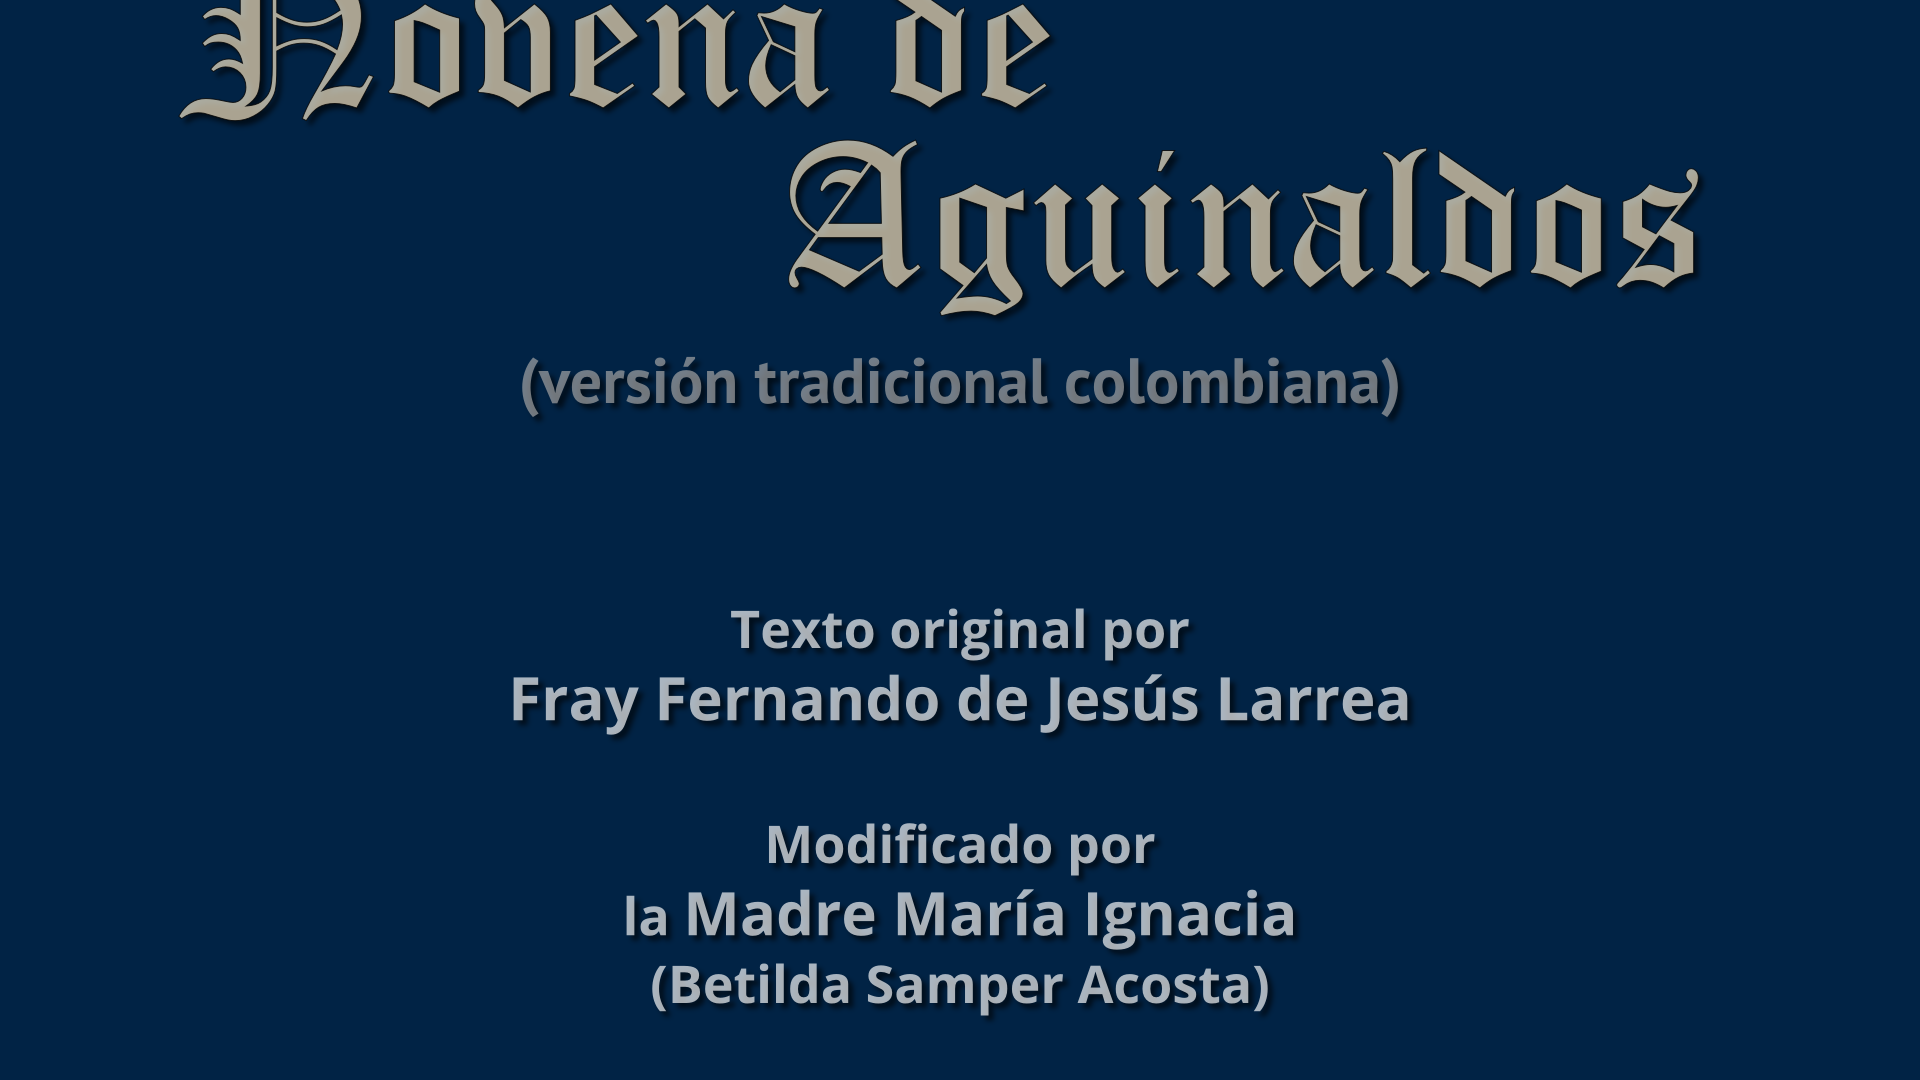 Novena de
Aguinaldos
(versión tradicional colombiana)
Texto original por
Fray Fernando de Jesús Larrea
Modificado por
la Madre María Ignacia
(Betilda Samper Acosta)